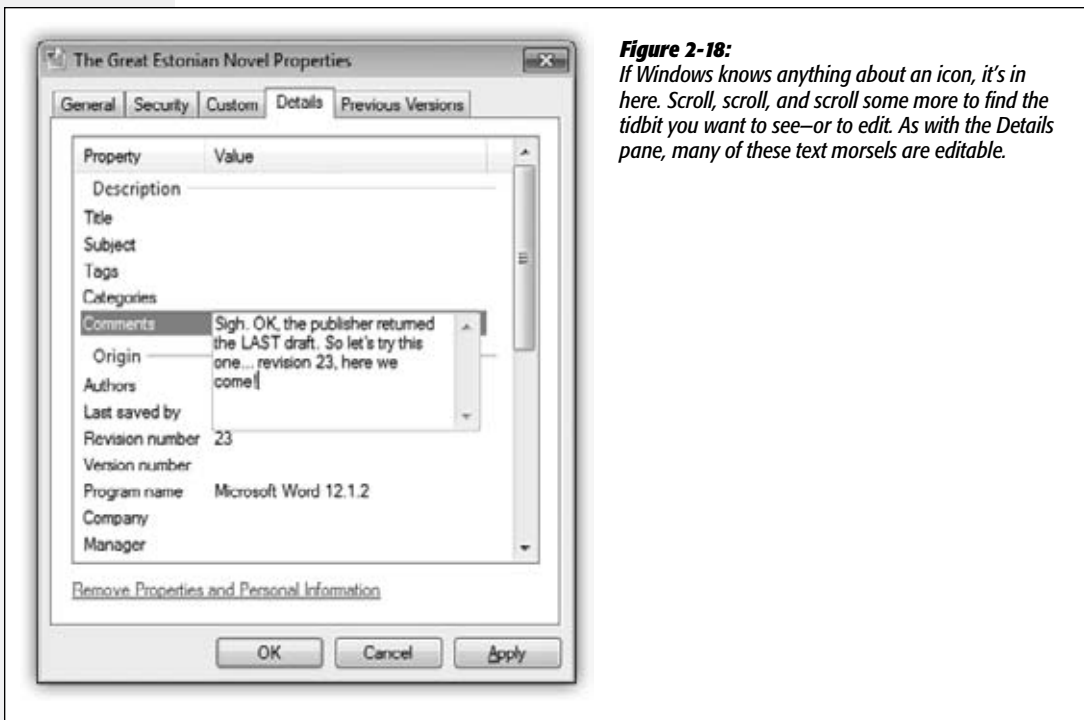 The Great Estonian Novel Properties
General Security Custom Details Previous Versions
Property Value
Description
Title
Subject
Tags
Categories
Comments Sigh. OK, the publisher returned
the LAST draft. So let's try this
one... revision 23, here we
come!
Origin
Authors
Last saved by
Revision number 23
Version number
Program name Microsoft Word 12.1.2
Company
Manager
Remove Properties and Personal Information
OK Cancel Apply
Figure 2-18:
If Windows knows anything about an icon, it's in
here. Scroll, scroll, and scroll some more to find the
tidbit you want to see—or to edit. As with the Details
pane, many of these text morsels are editable.